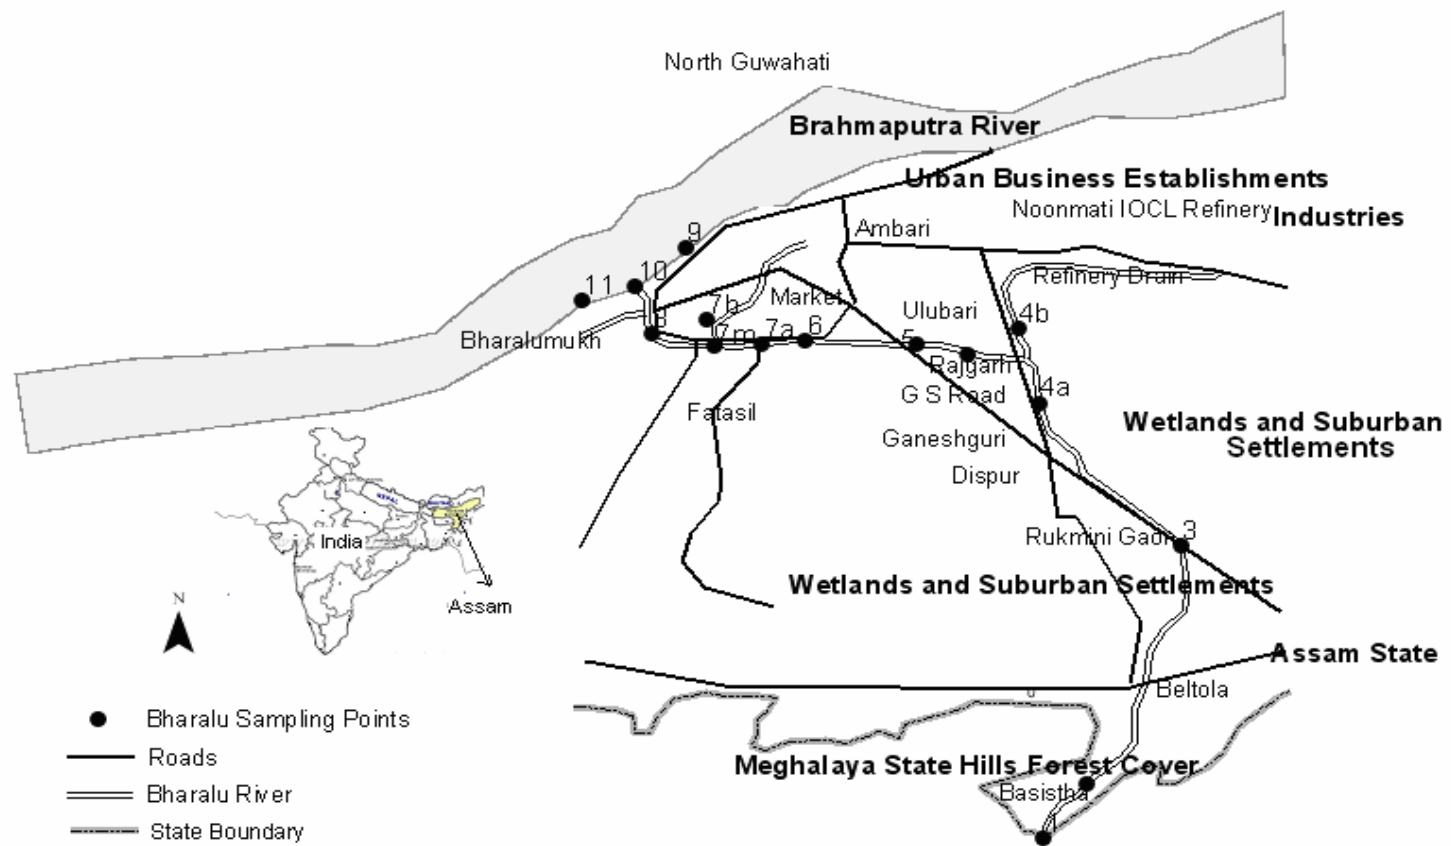 North Guwahati
Brahmaputra River
Urban Business Establishments
Noonmati IOCL Refinery
Industries
Ambari
9
10
11
Refinery Drain
7b
Market
Ulubari
4b
8
Bharalumukh
7m
7a
6
5
Rajgarh
4a
G S Road
Fatasil
Wetlands and Suburban
Settlements
Ganeshguri
Dispur
Rukmini Gaon
3
India
Assam
Wetlands and Suburban Settlements
N
Assam State
Beltola
Meghalaya State Hills Forest Cover
Basistha
1
Bharalu Sampling Points
Roads
Bharalu River
State Boundary